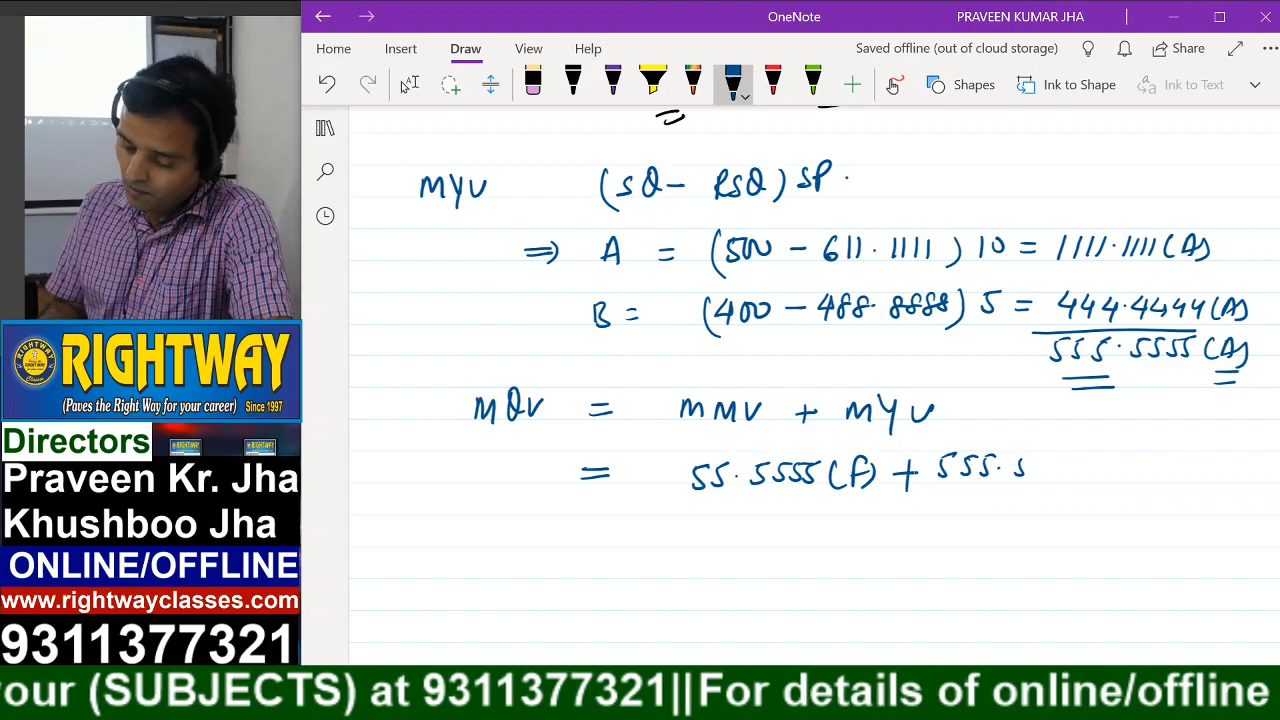 OneNote
PRAVEEN KUMAR JHA
Home Insert Draw View Help
Saved offline (out of cloud storage)
Share
Shapes
Ink to Shape
Ink to Text
MYV (SQ - RSQ) SP.
⇒ A = (500 - 611.1111) 10 = 1111.1111 (A)
B = (400 - 488.8888) 5 = 444.4444 (A)
555.5555 (A)
MQV = MMV + MYV
= 55.5555 (F) + 555.5
RIGHTWAY
(Paves the Right Way for your career) Since 1997
Directors
Praveen Kr. Jha
Khushboo Jha
ONLINE/OFFLINE
www.rightwayclasses.com
9311377321
your (SUBJECTS) at 9311377321||For details of online/offline